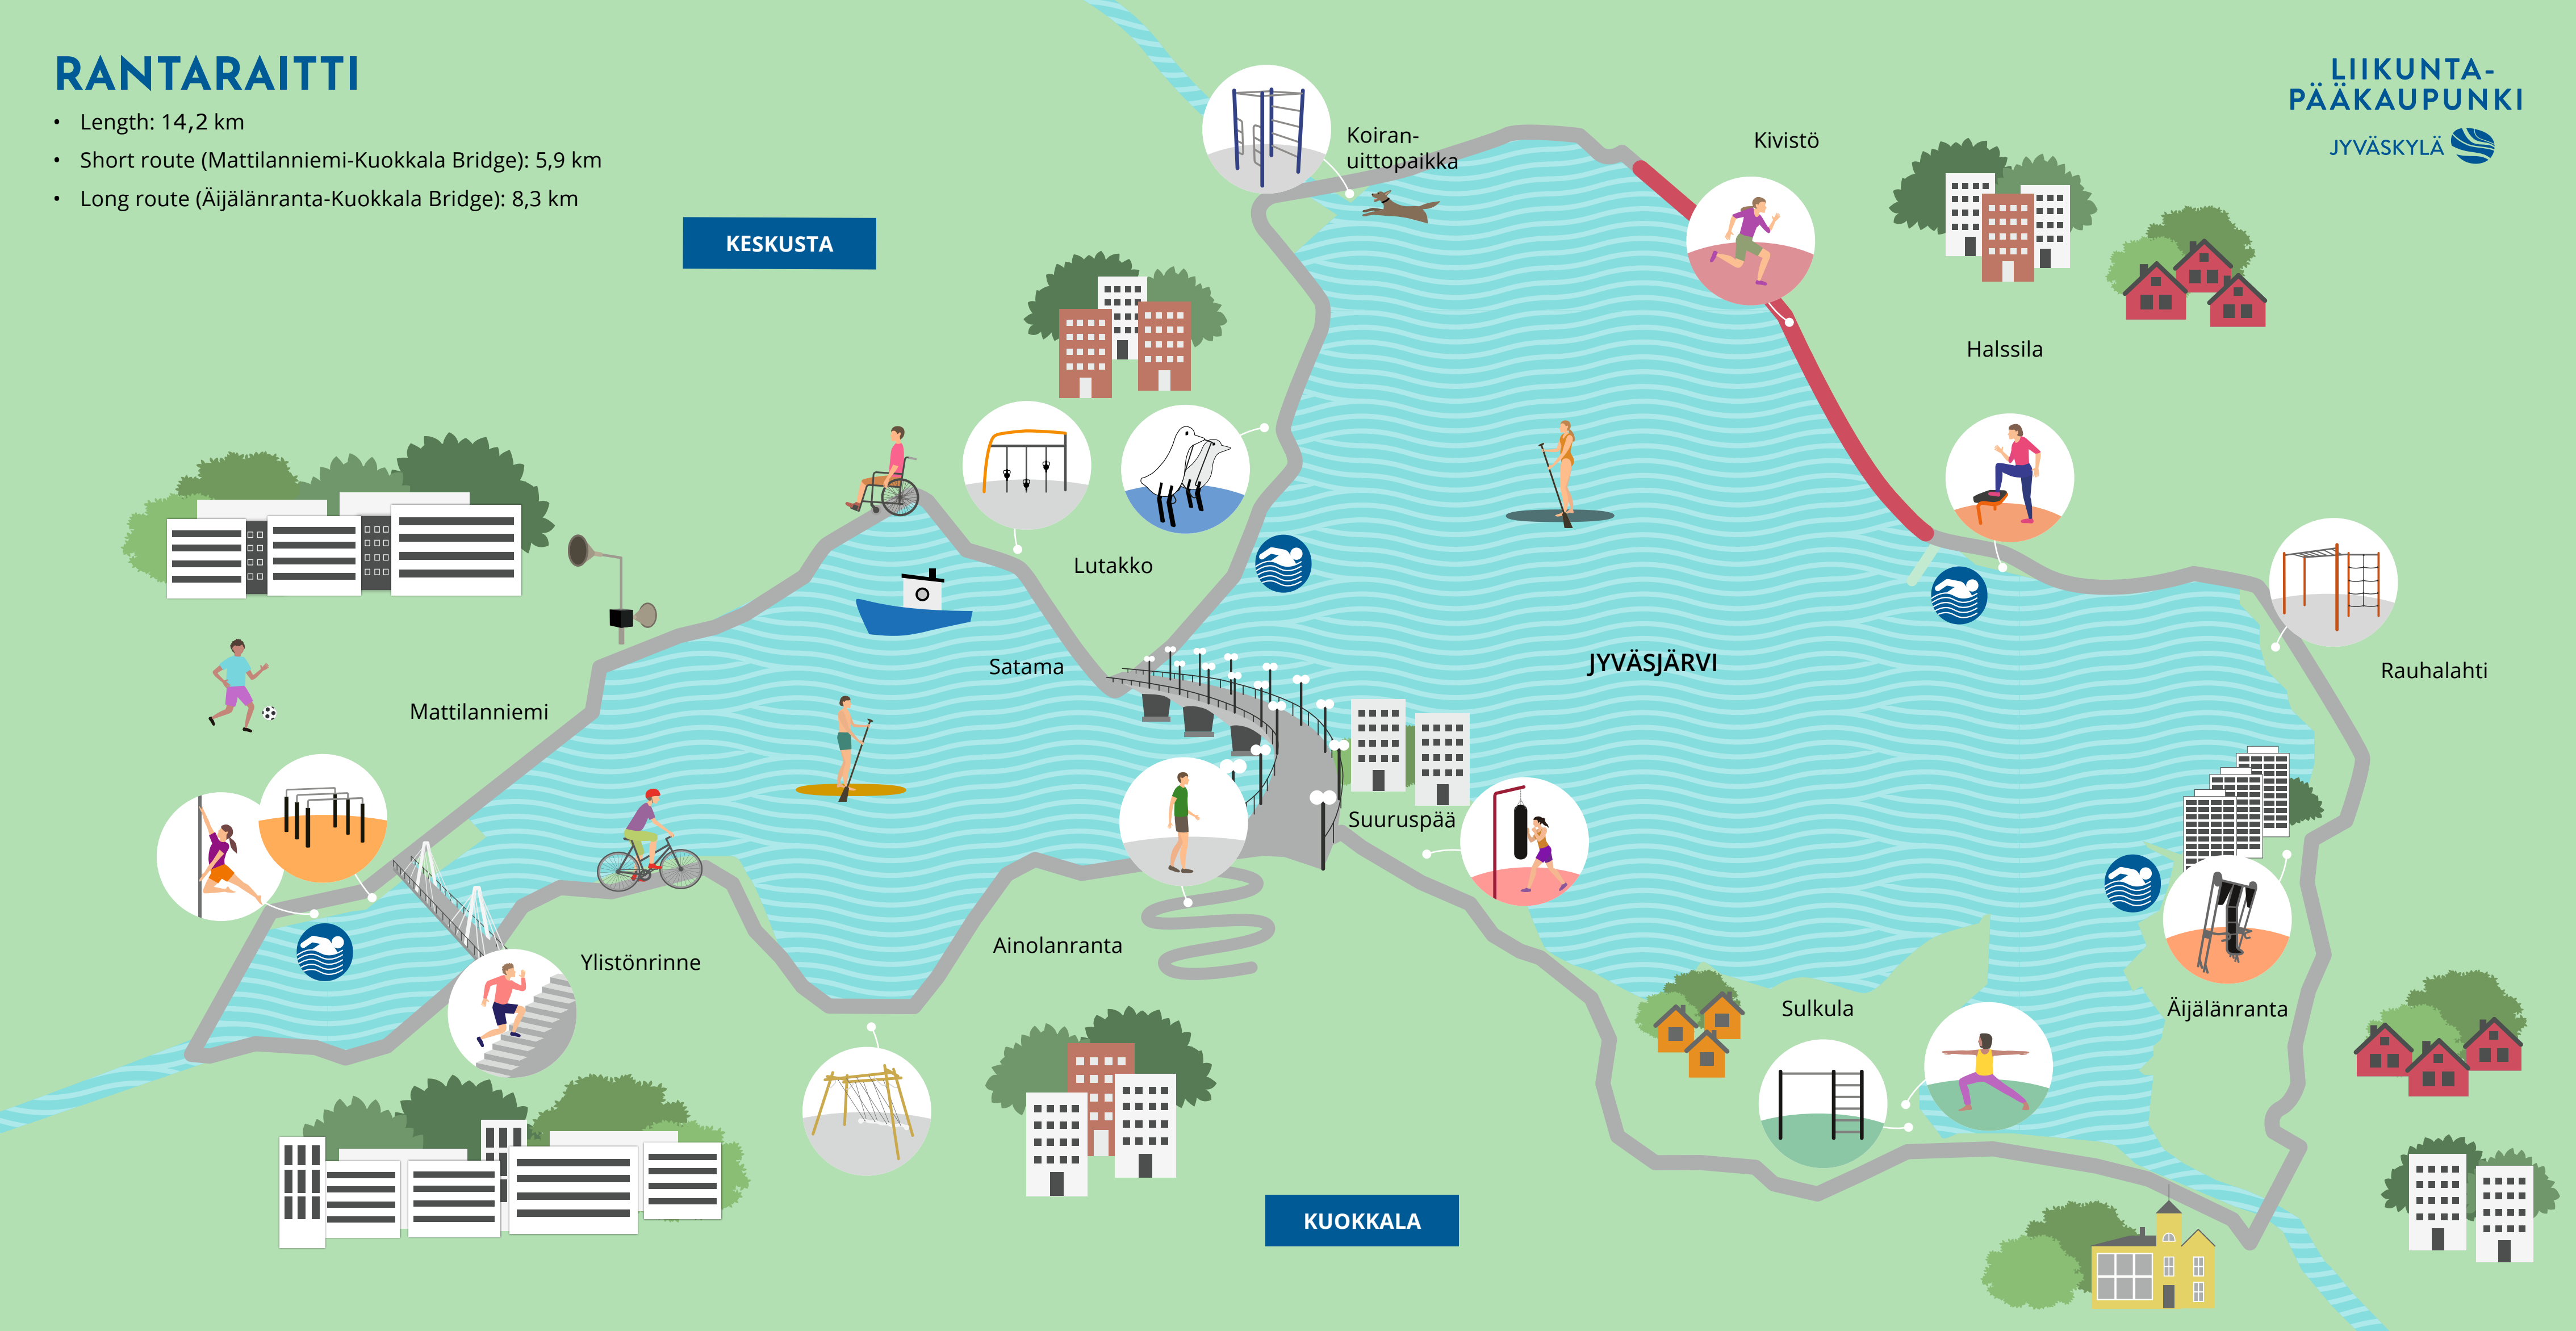 RANTARAITTI
• Length: 14,2 km
• Short route (Mattilanniemi-Kuokkala Bridge): 5,9 km
• Long route (Äijälänranta-Kuokkala Bridge): 8,3 km
LIIKUNTA-
PÄÄKAUPUNKI
JYVÄSKYLÄ
KESKUSTA
Koiran-
uittopaikka
Kivistö
Halssila
Lutakko
Satama
JYVÄSJÄRVI
Rauhalahti
Mattilanniemi
Suuruspää
Ylistönrinne
Ainolanranta
Sulkula
Äijälänranta
KUOKKALA